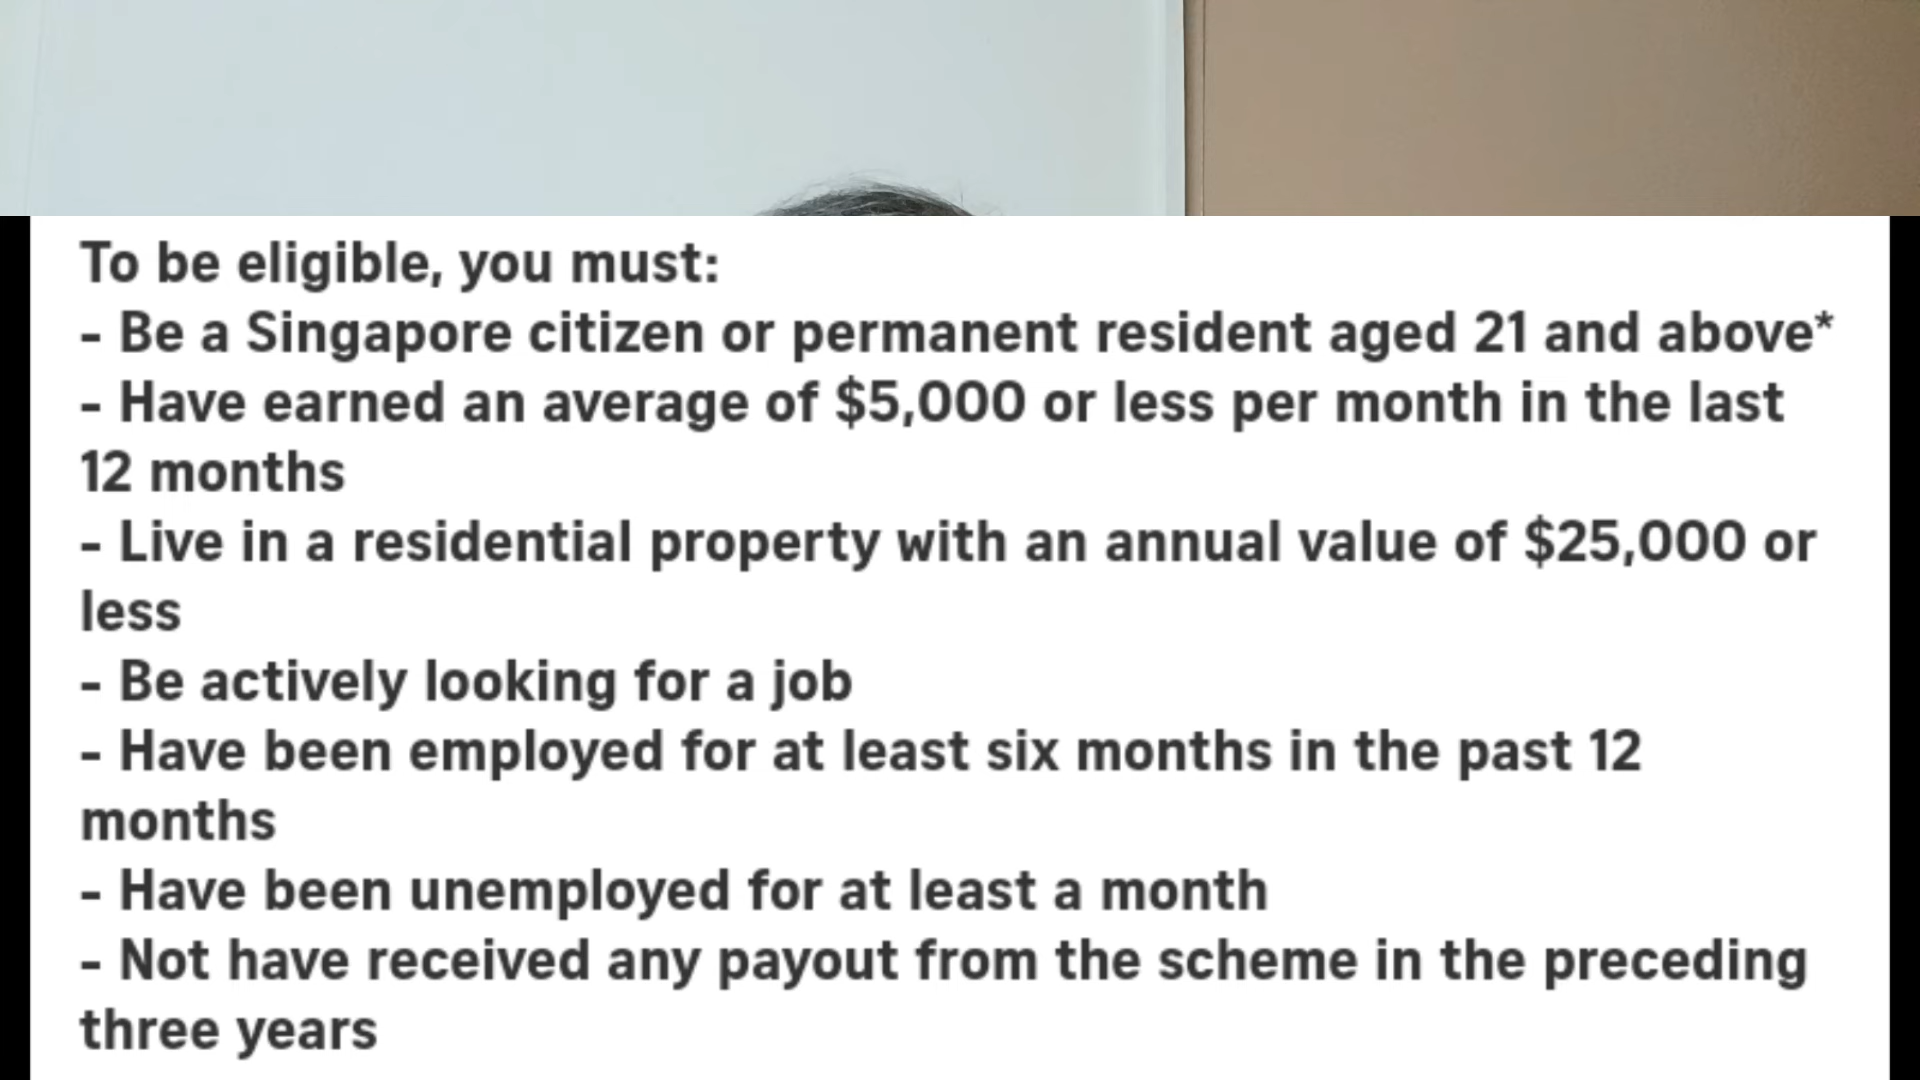 To be eligible, you must:
- Be a Singapore citizen or permanent resident aged 21 and above*
- Have earned an average of $5,000 or less per month in the last
12 months
- Live in a residential property with an annual value of $25,000 or
less
- Be actively looking for a job
- Have been employed for at least six months in the past 12
months
- Have been unemployed for at least a month
- Not have received any payout from the scheme in the preceding
three years